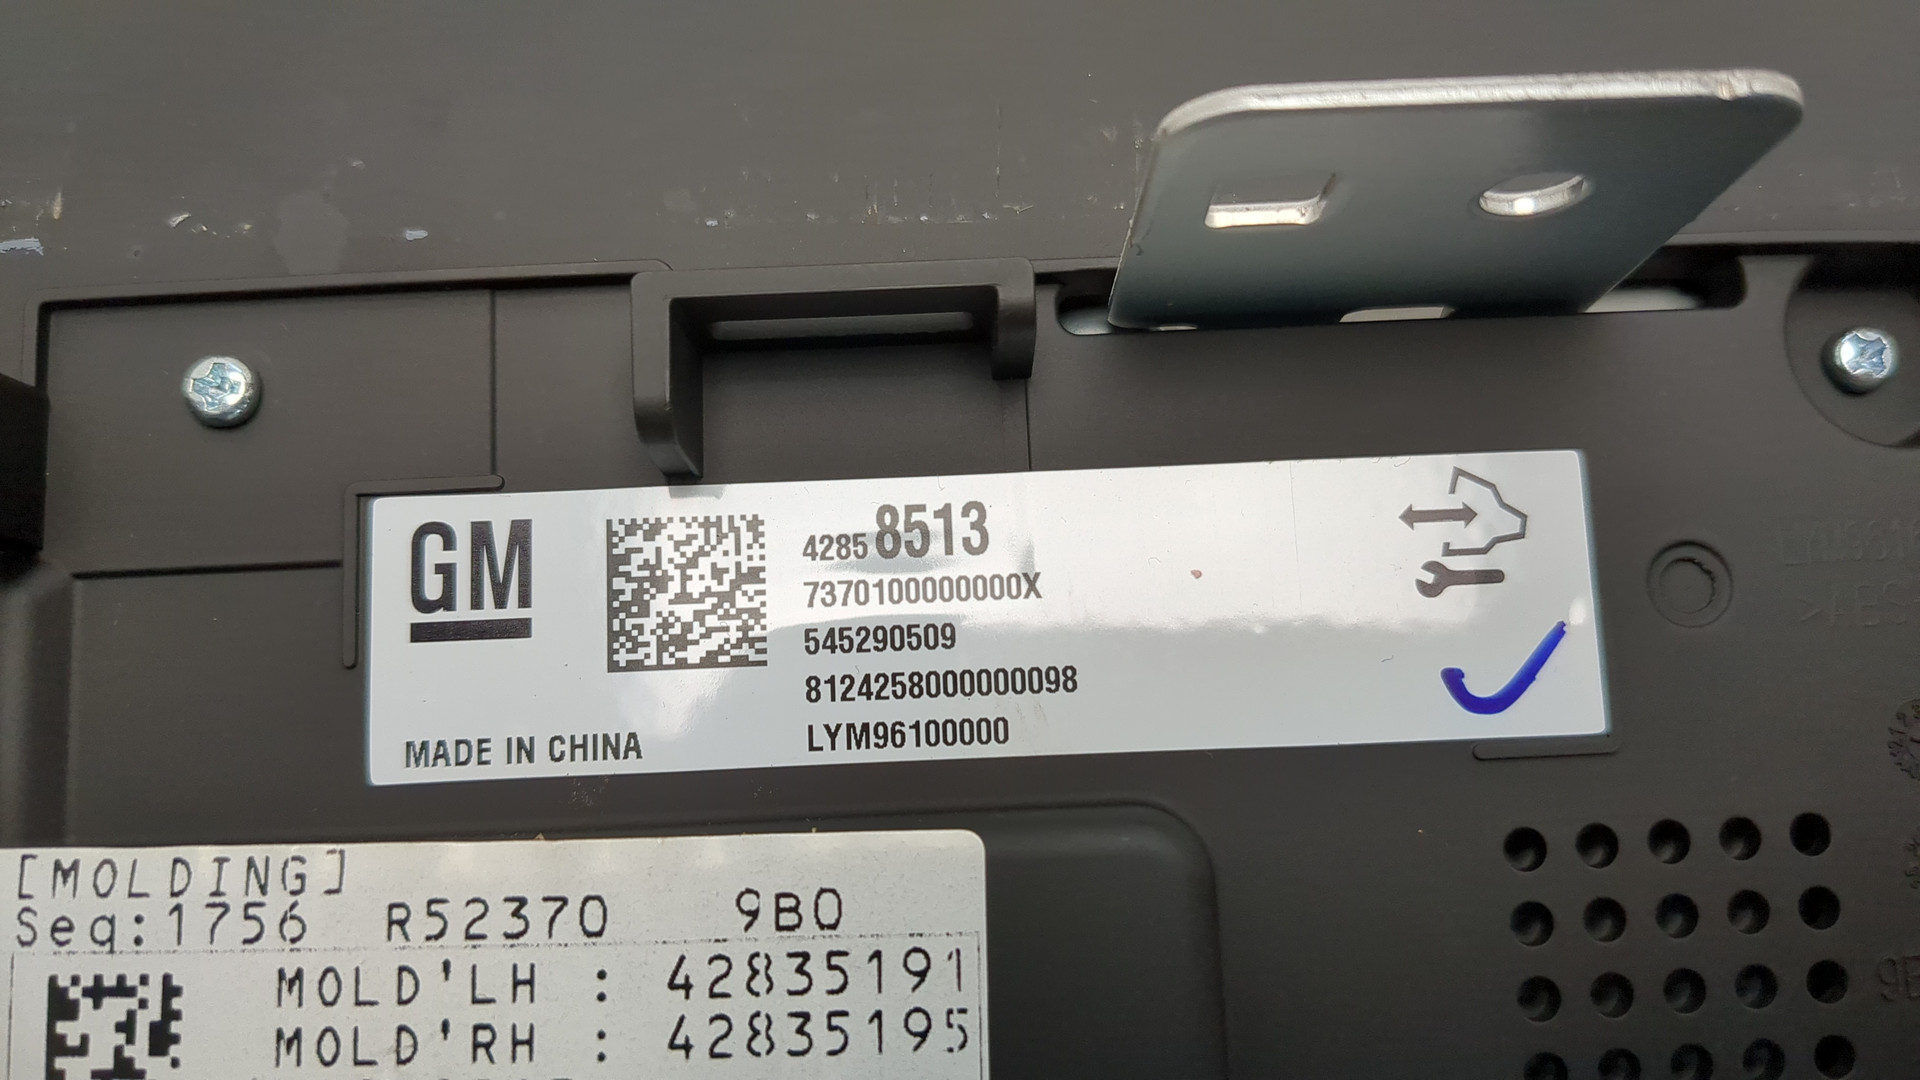 GM
4285 8513
7370100000000X
545290509
8124258000000098
LYM96100000
MADE IN CHINA
[MOLDING]
Seq:1756 R52370 9B0
MOLD'LH : 42835191
MOLD'RH : 42835195